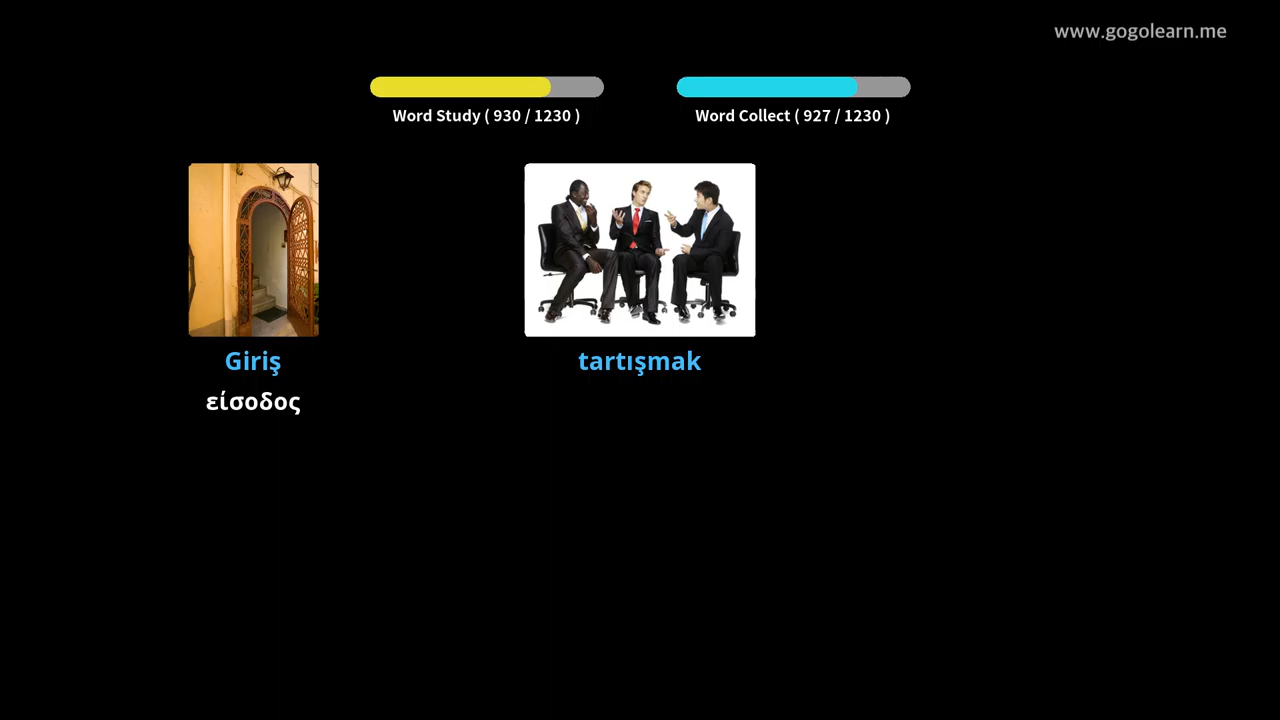 www.gogolearn.me
Word Study ( 930 / 1230 )
Word Collect ( 927 / 1230 )
Giriş
είσοδος
tartışmak